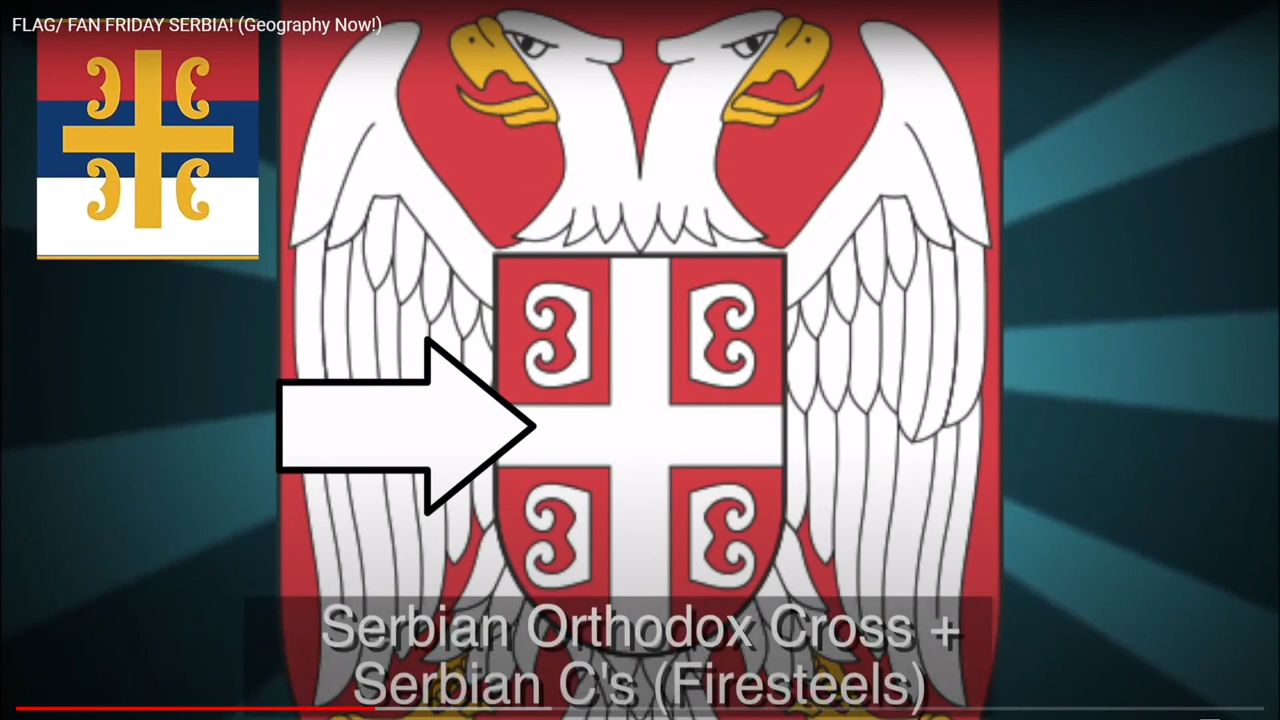 FLAG/ FAN FRIDAY SERBIA! (Geography Now!)
Serbian Orthodox Cross +
Serbian C's (Firesteels)